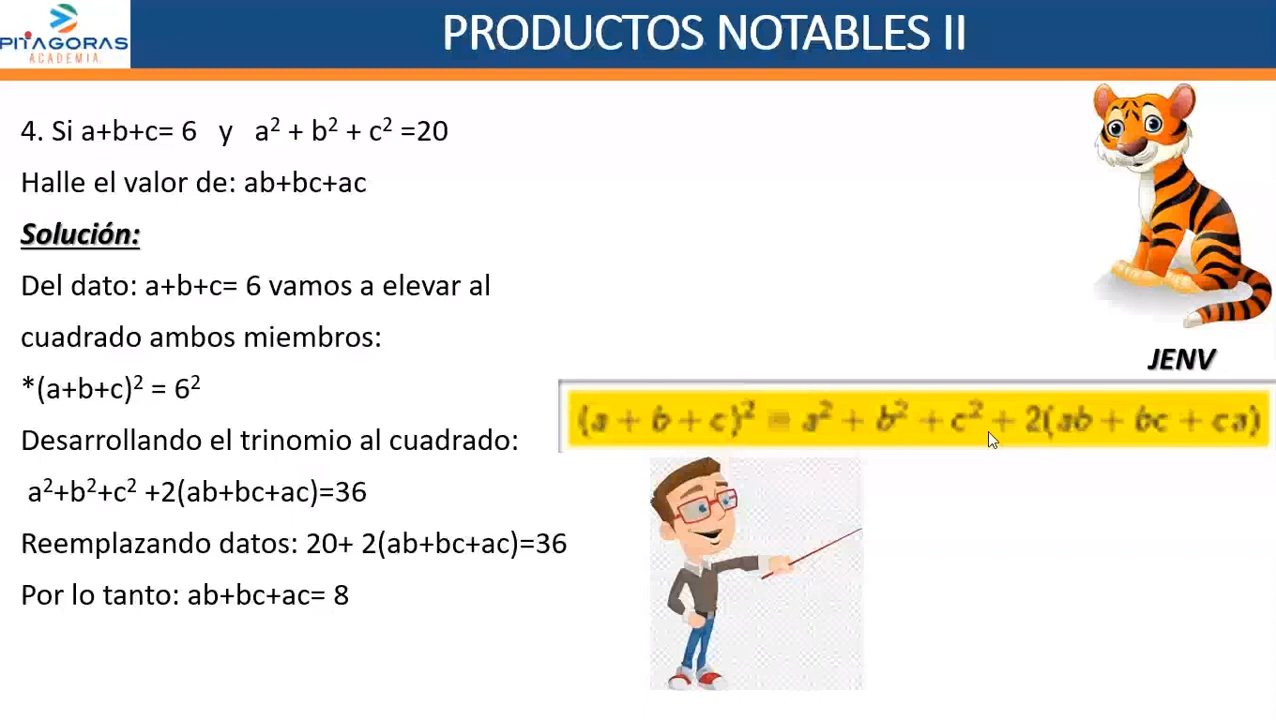 PITAGORAS
ACADEMIA
PRODUCTOS NOTABLES II
4. Si a+b+c= 6 y a² + b² + c² =20
Halle el valor de: ab+bc+ac
Solución:
Del dato: a+b+c= 6 vamos a elevar al
cuadrado ambos miembros:
*(a+b+c)² = 6²
Desarrollando el trinomio al cuadrado:
a²+b²+c² +2(ab+bc+ac)=36
Reemplazando datos: 20+ 2(ab+bc+ac)=36
Por lo tanto: ab+bc+ac= 8
JENV
(a + b + c)² = a² + b² + c² + 2(ab + bc + ca)